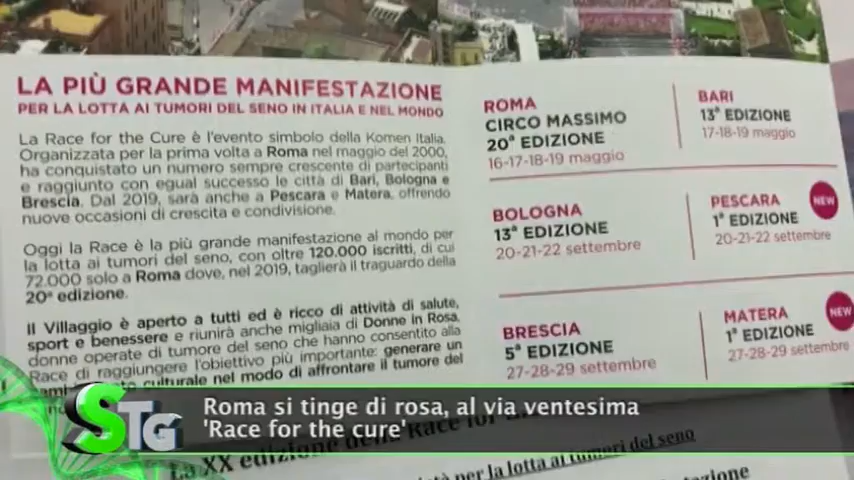 LA PIÙ GRANDE MANIFESTAZIONE
PER LA LOTTA AI TUMORI DEL SENO IN ITALIA E NEL MONDO
La Race for the Cure è l'evento simbolo della Komen Italia.
Organizzata per la prima volta a Roma nel maggio del 2000,
ha conquistato un numero sempre crescente di partecipanti
e raggiunto con egual successo le città di Bari, Bologna e
Brescia. Dal 2019, sarà anche a Pescara e Matera, offrendo
nuove occasioni di crescita e condivisione.
Oggi la Race è la più grande manifestazione al mondo per
la lotta ai tumori del seno, con oltre 120.000 iscritti, di cui
72.000 solo a Roma dove, nel 2019, taglierà il traguardo della
20ª edizione.
Il Villaggio è aperto a tutti ed è ricco di attività di salute,
sport e benessere e riunirà anche migliaia di Donne in Rosa,
donne operate di tumore del seno che hanno consentito alla
Race di raggiungere l'obiettivo più importante: generare un
culturale nel modo di affrontare il tumore del
ROMA
CIRCO MASSIMO
20ª EDIZIONE
16-17-18-19 maggio
BARI
13ª EDIZIONE
17-18-19 maggio
BOLOGNA
13ª EDIZIONE
20-21-22 settembre
PESCARA
1ª EDIZIONE
20-21-22 settembre
NEW
BRESCIA
5ª EDIZIONE
27-28-29 settembre
MATERA
1ª EDIZIONE
27-28-29 settembre
NEW
STG
Roma si tinge di rosa, al via ventesima
'Race for the cure'
La XX edizione della Race for
per la lotta ai tumori del seno